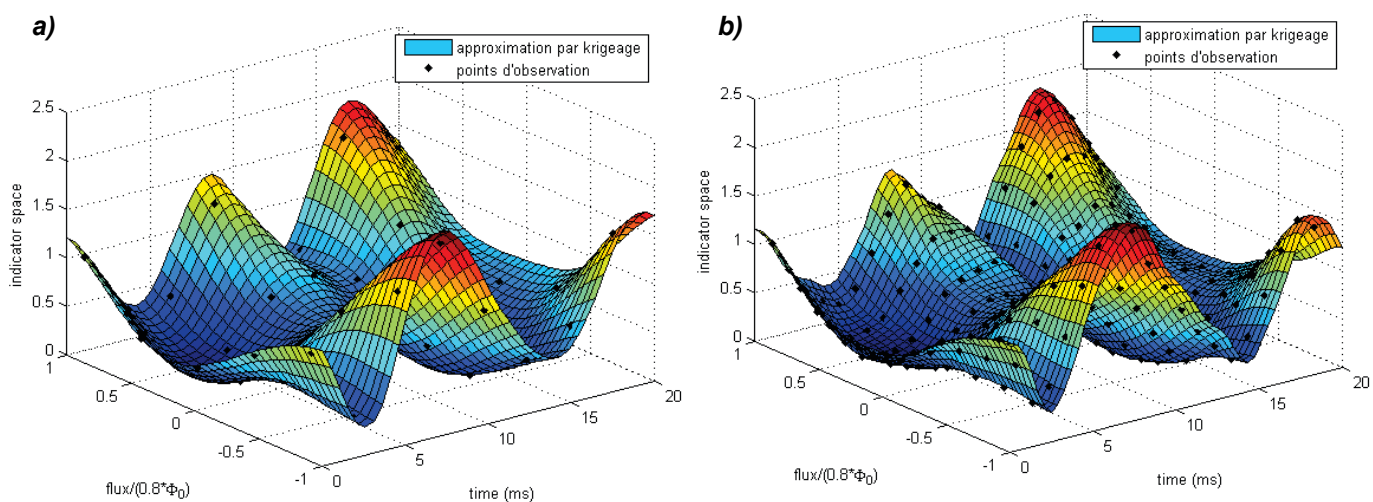 a)
approximation par krigeage
points d'observation
2.5
2
1.5
1
0.5
0
indicator space
1
0.5
0
-0.5
-1
flux/(0.8*Φ₀)
0
5
10
15
20
time (ms)
b)
approximation par krigeage
points d'observation
2.5
2
1.5
1
0.5
0
indicator space
1
0.5
0
-0.5
-1
flux/(0.8*Φ₀)
0
5
10
15
20
time (ms)